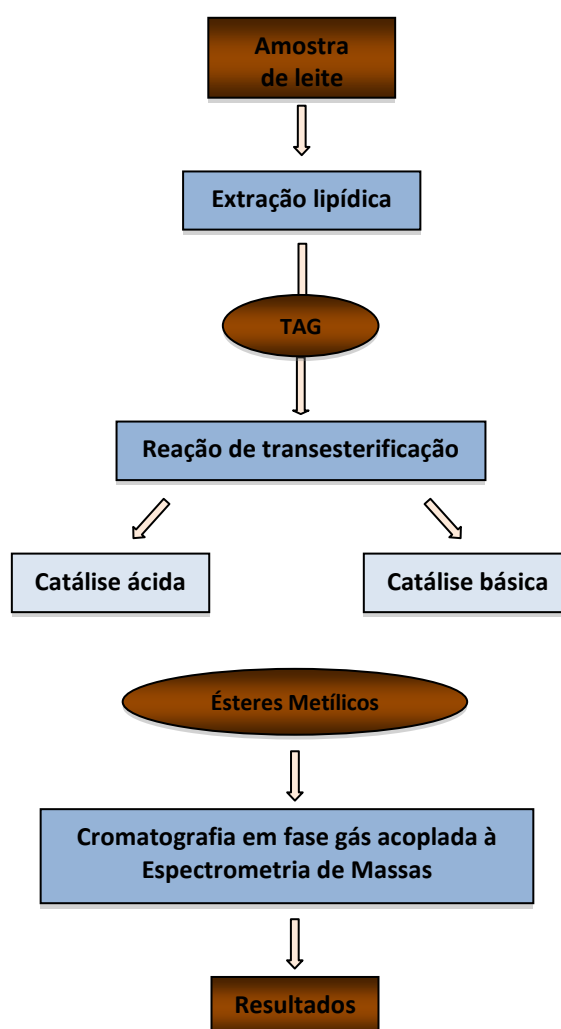 Amostra
de leite
Extração lipídica
TAG
Reação de transesterificação
Catálise ácida
Catálise básica
Ésteres Metílicos
Cromatografia em fase gás acoplada à
Espectrometria de Massas
Resultados